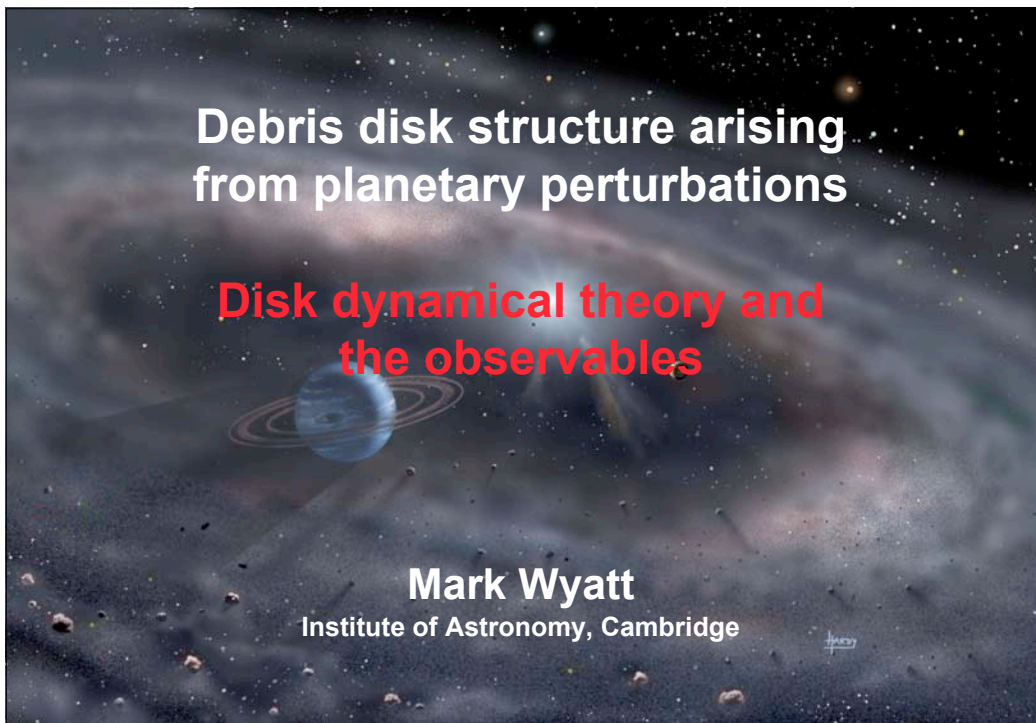 Debris disk structure arising
from planetary perturbations
Disk dynamical theory and
the observables
Mark Wyatt
Institute of Astronomy, Cambridge
HARDY